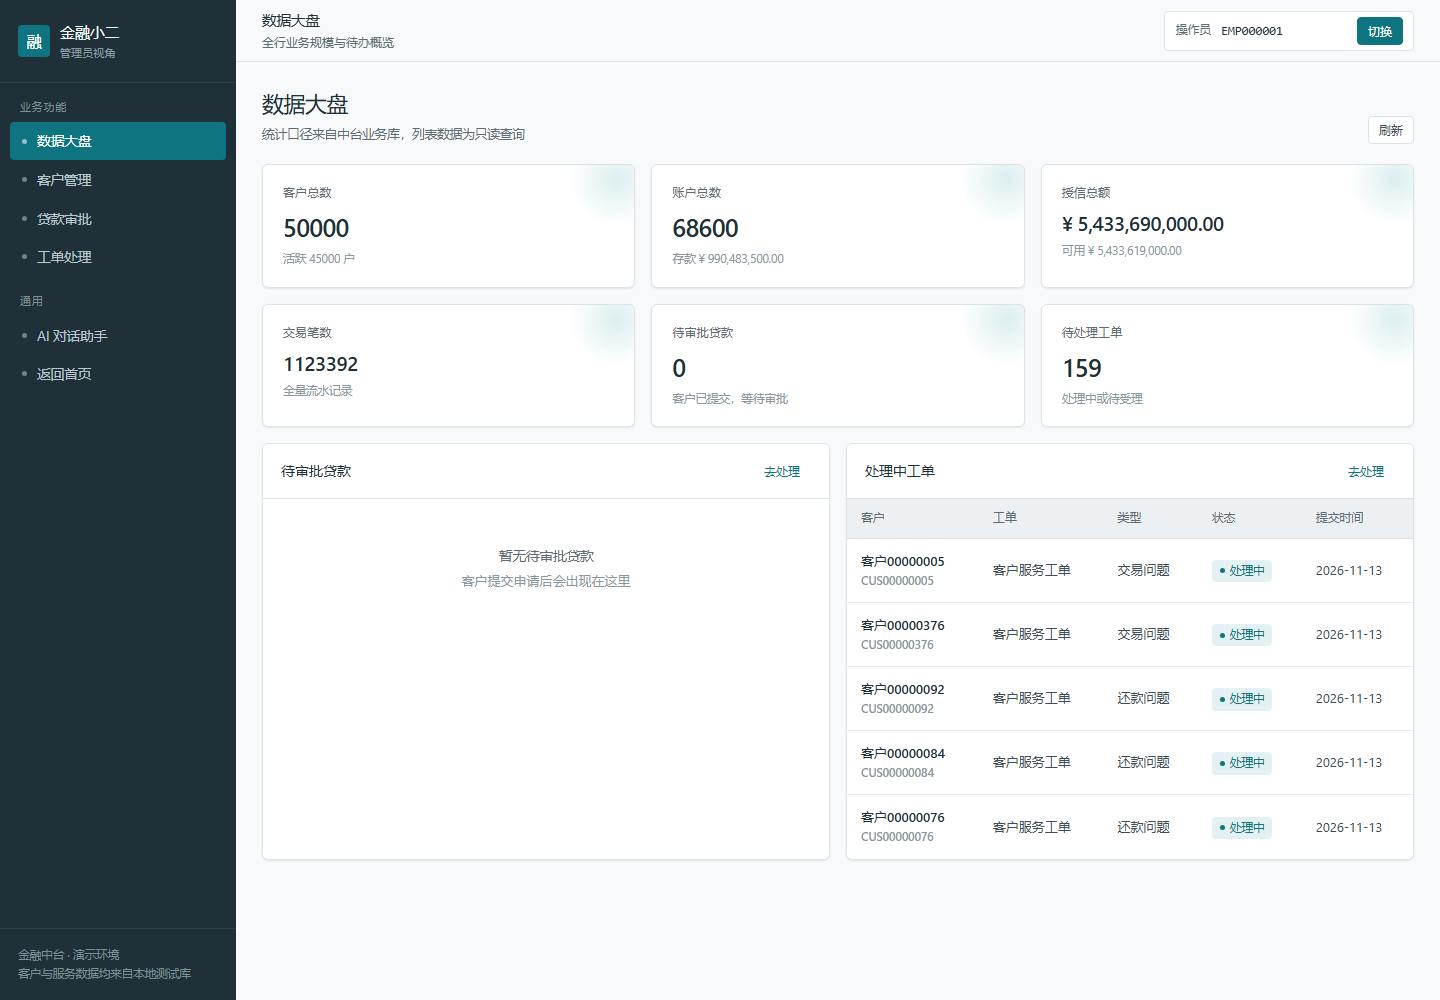 融
金融小二
管理员视角
业务功能
数据大盘
客户管理
贷款审批
工单处理
通用
AI 对话助手
返回首页
金融中台 · 演示环境
客户与服务数据均来自本地测试库
数据大盘
全行业务规模与待办概览
操作员 EMP000001 切换
数据大盘
统计口径来自中台业务库，列表数据为只读查询
刷新
客户总数
50000
活跃 45000 户
账户总数
68600
存款 ¥ 990,483,500.00
授信总额
¥ 5,433,690,000.00
可用 ¥ 5,433,619,000.00
交易笔数
1123392
全量流水记录
待审批贷款
0
客户已提交，等待审批
待处理工单
159
处理中或待受理
待审批贷款 去处理
暂无待审批贷款
客户提交申请后会出现在这里
处理中工单 去处理
客户 工单 类型 状态 提交时间
客户00000005
CUS00000005
客户服务工单 交易问题 处理中 2026-11-13
客户00000376
CUS00000376
客户服务工单 交易问题 处理中 2026-11-13
客户00000092
CUS00000092
客户服务工单 还款问题 处理中 2026-11-13
客户00000084
CUS00000084
客户服务工单 还款问题 处理中 2026-11-13
客户00000076
CUS00000076
客户服务工单 还款问题 处理中 2026-11-13